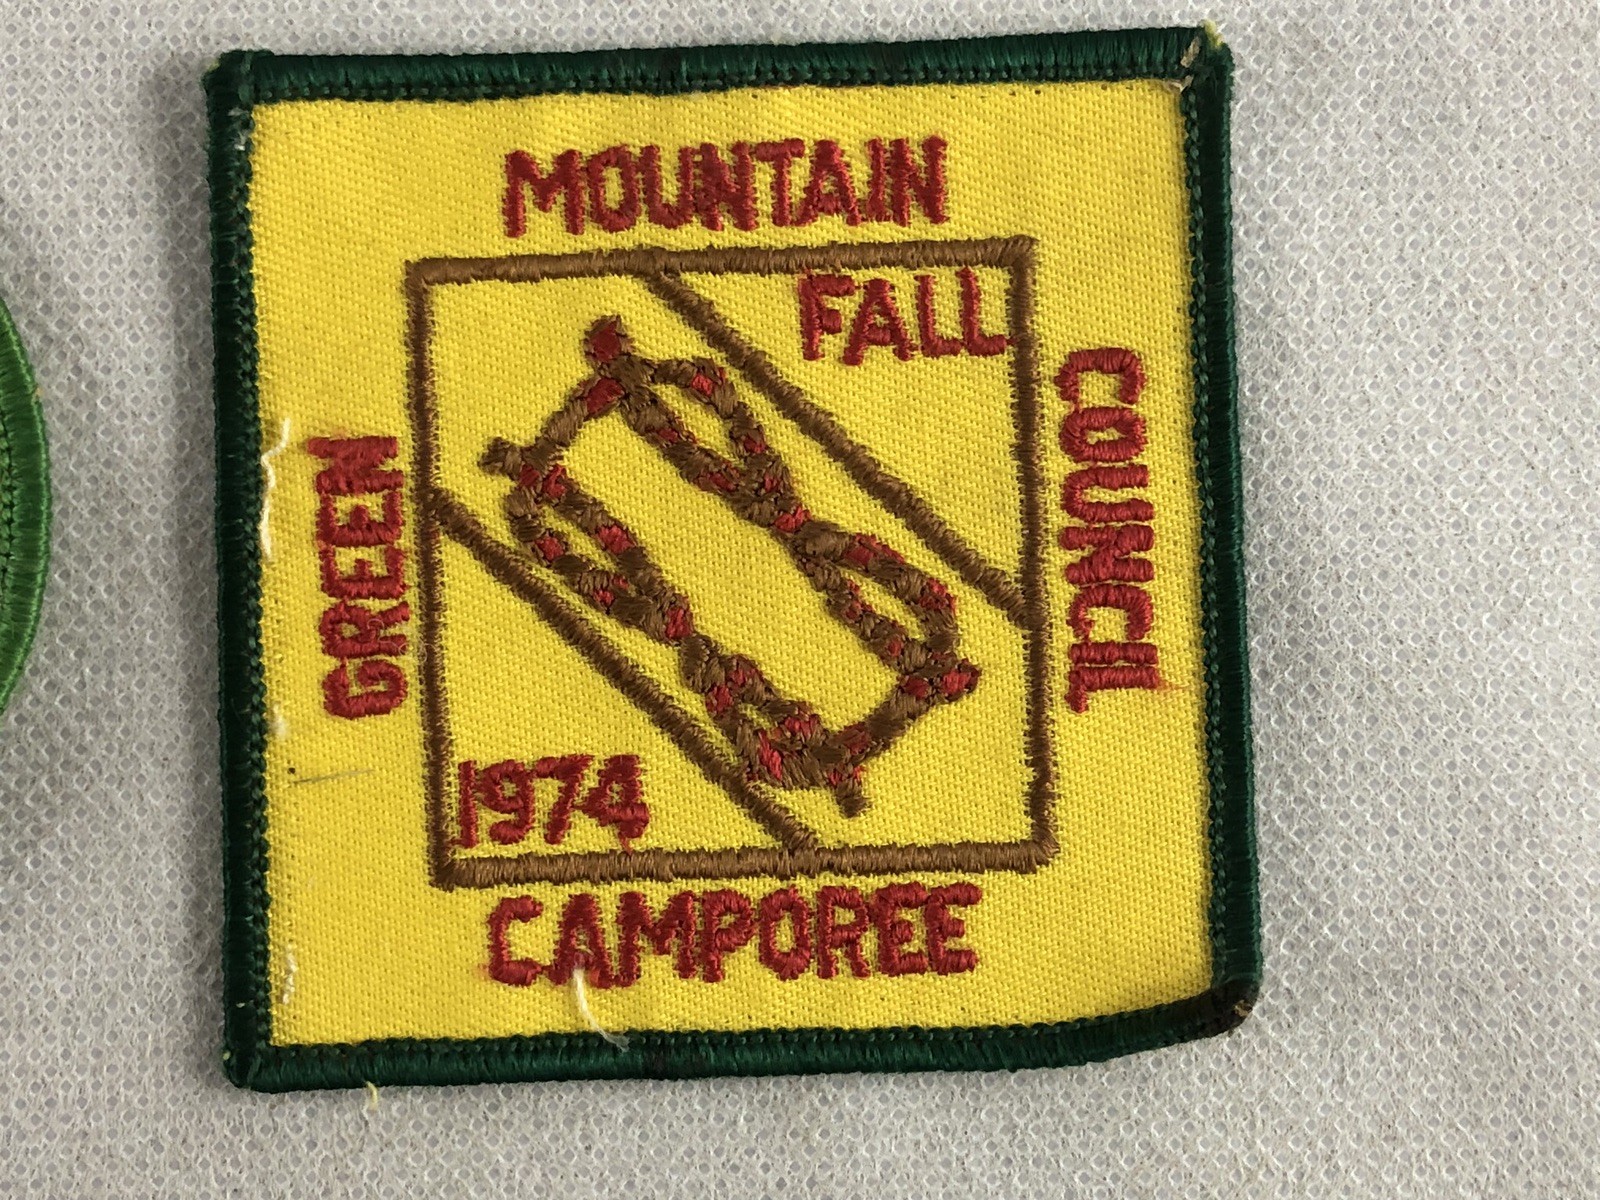 GREEN
MOUNTAIN
COUNCIL
FALL
1974
CAMPOREE